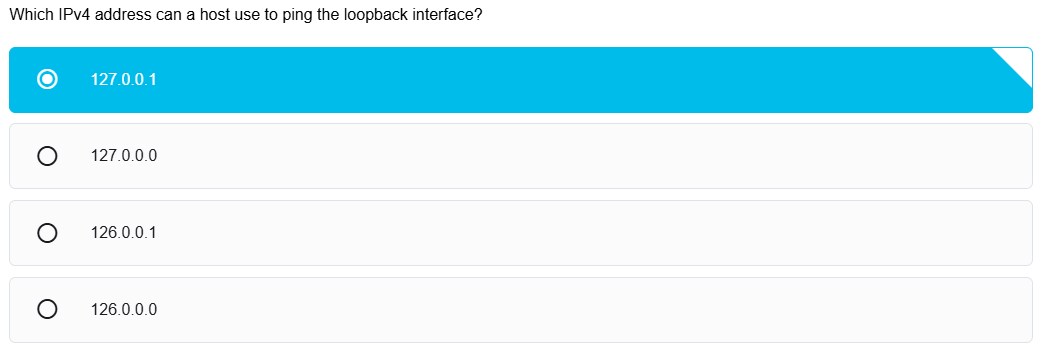 Which IPv4 address can a host use to ping the loopback interface?
127.0.0.1
127.0.0.0
126.0.0.1
126.0.0.0